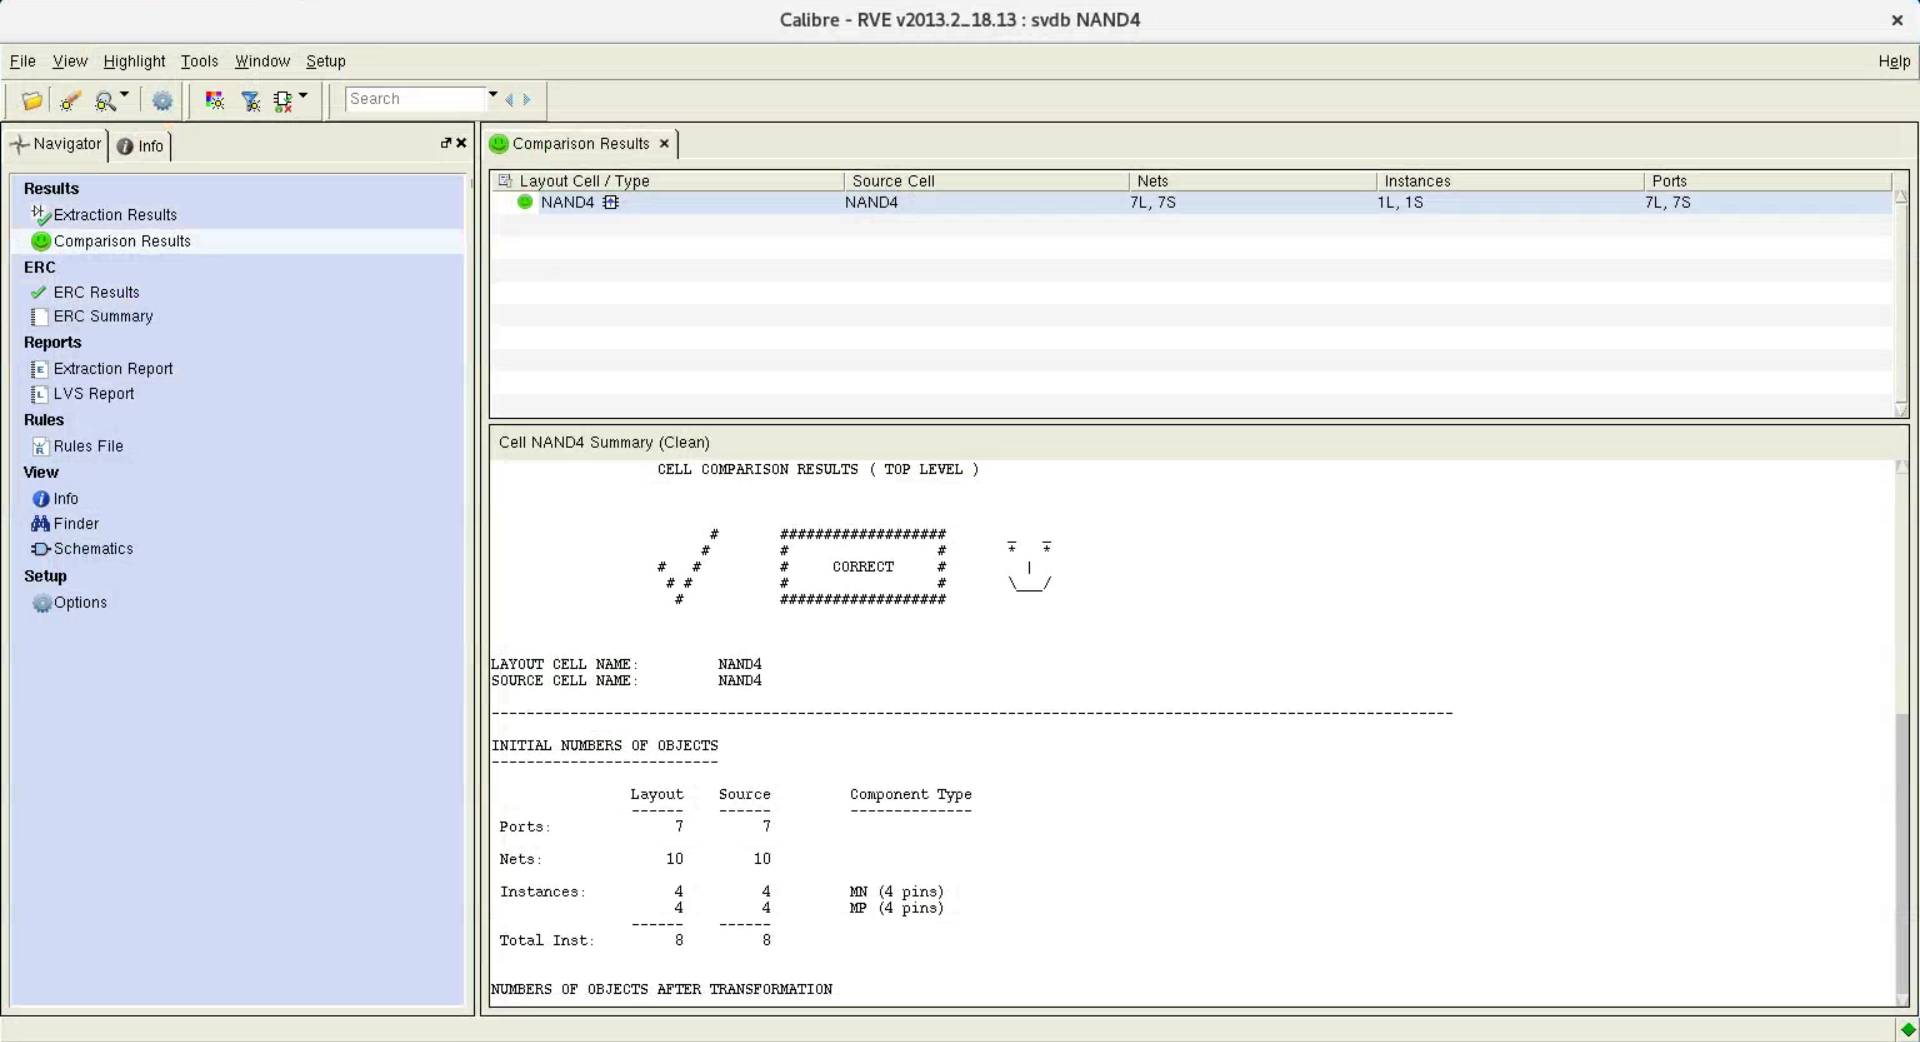 Calibre - RVE v2013.2_18.13 : svdb NAND4
File View Highlight Tools Window Setup Help
Search
Navigator Info
Results
Extraction Results
Comparison Results
ERC
ERC Results
ERC Summary
Reports
Extraction Report
LVS Report
Rules
Rules File
View
Info
Finder
Schematics
Setup
Options
Comparison Results
Layout Cell / Type Source Cell Nets Instances Ports
NAND4 NAND4 7L, 7S 1L, 1S 7L, 7S
Cell NAND4 Summary (Clean)
CELL COMPARISON RESULTS ( TOP LEVEL )
# ################### _ _
# # # * *
# # # CORRECT # |
# # # # \___/
# ###################
LAYOUT CELL NAME: NAND4
SOURCE CELL NAME: NAND4
--------------------------------------------------------------------------------------------------------------
INITIAL NUMBERS OF OBJECTS
--------------------------
Layout Source Component Type
------ ------ --------------
Ports: 7 7
Nets: 10 10
Instances: 4 4 MN (4 pins)
4 4 MP (4 pins)
------ ------
Total Inst: 8 8
NUMBERS OF OBJECTS AFTER TRANSFORMATION